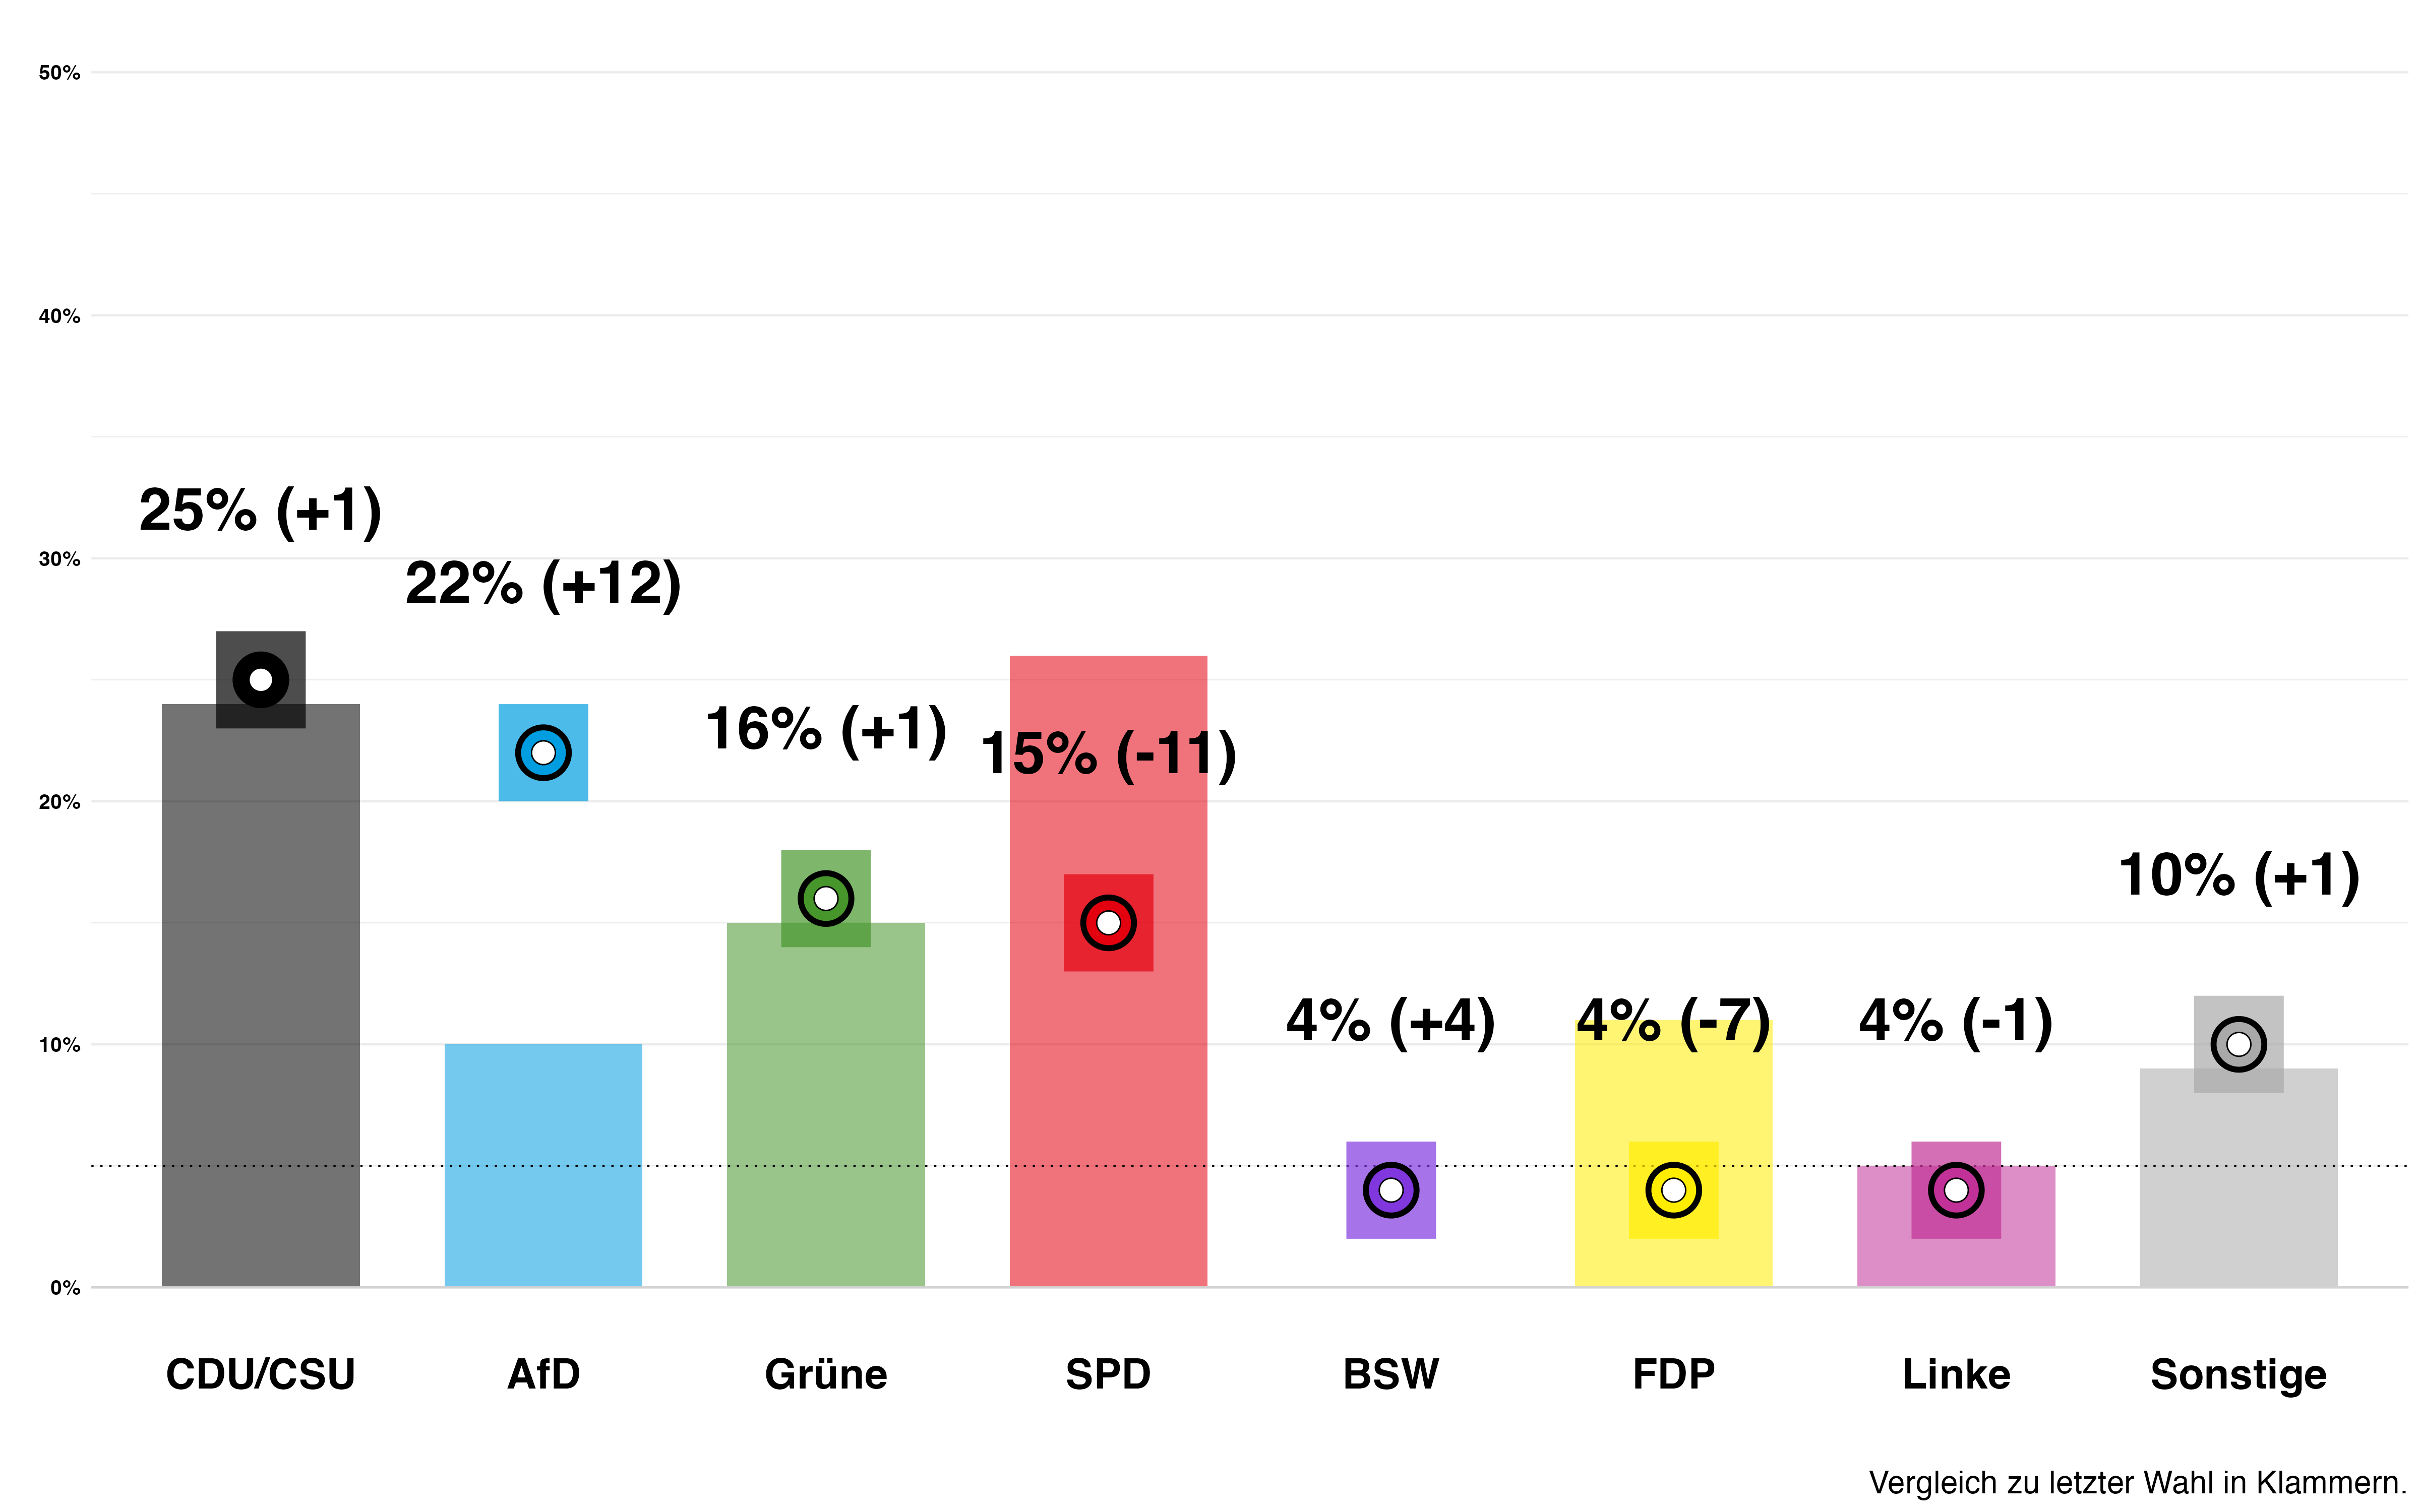 50%
40%
30%
20%
10%
0%
25% (+1)
22% (+12)
16% (+1)
15% (-11)
4% (+4)
4% (-7)
4% (-1)
10% (+1)
CDU/CSU
AfD
Grüne
SPD
BSW
FDP
Linke
Sonstige
Vergleich zu letzter Wahl in Klammern.